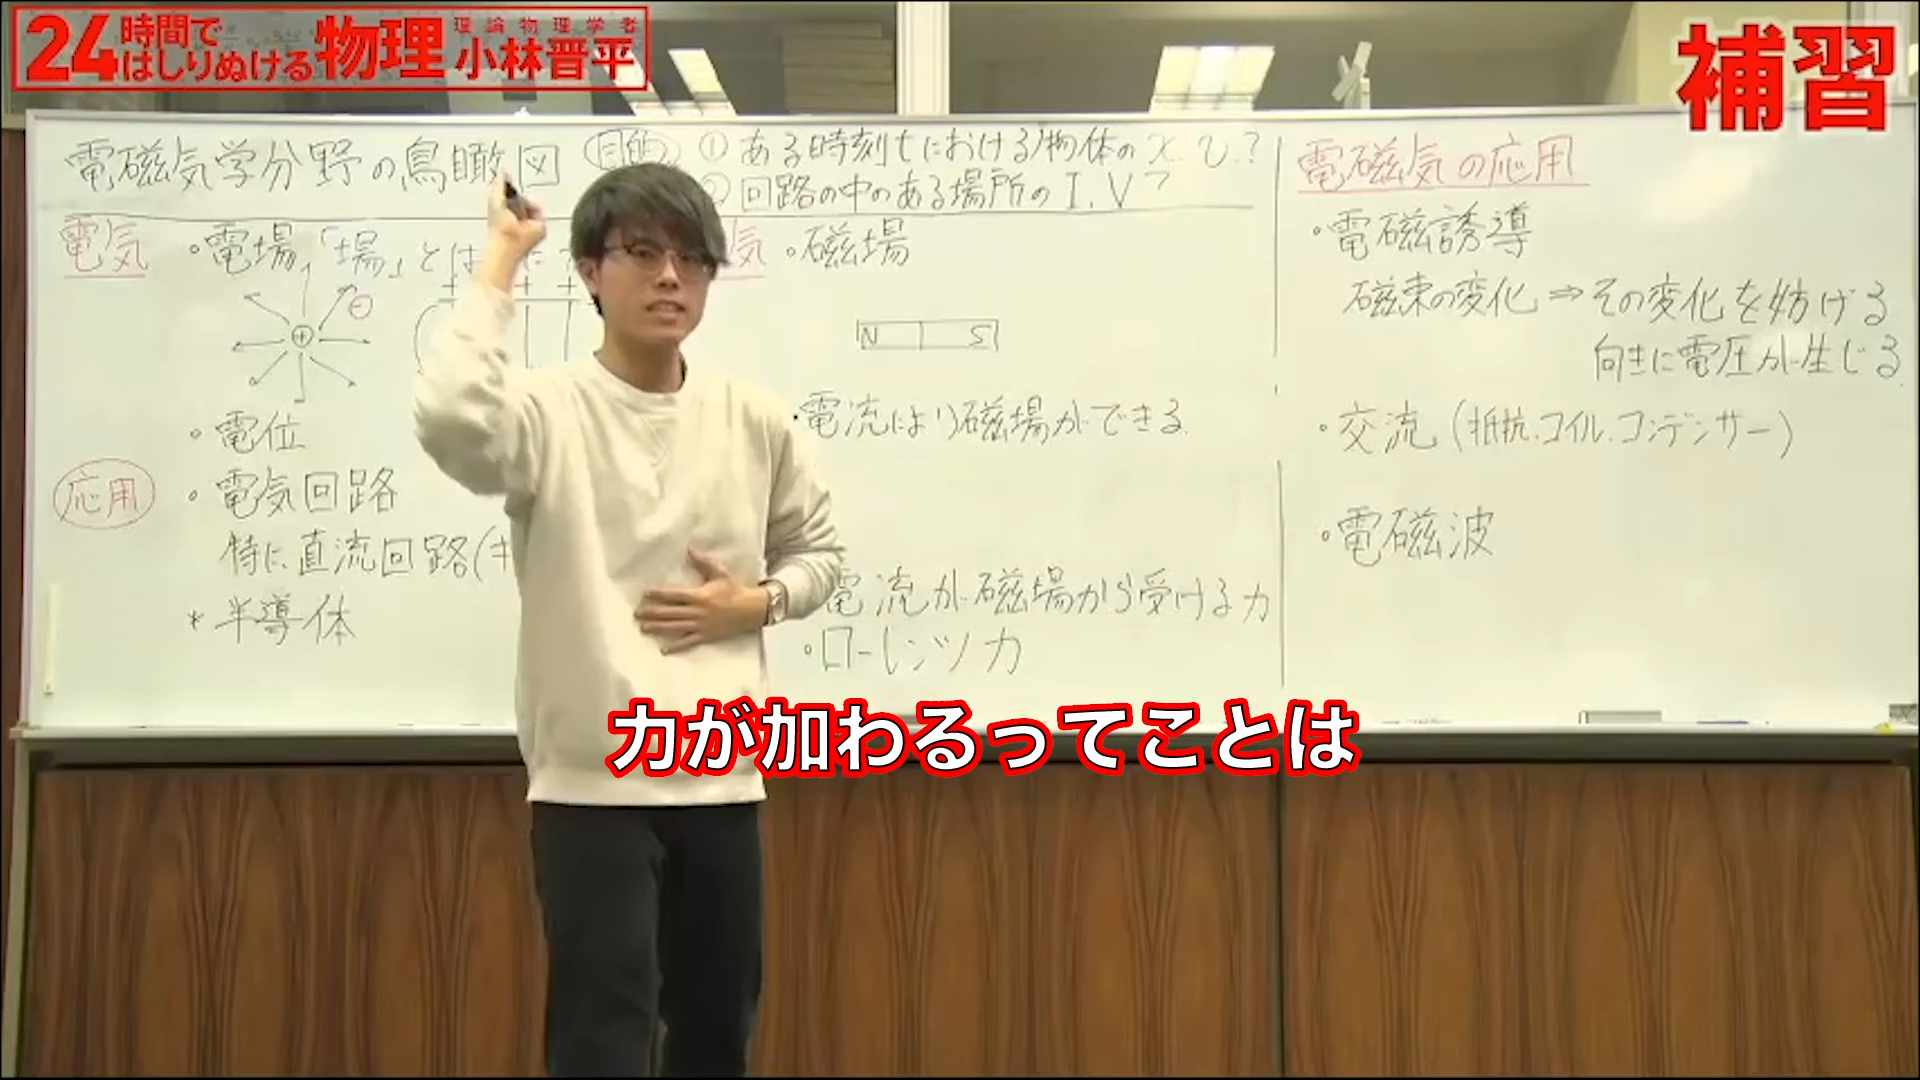 24時間で
はしりぬける物理
理論物理学者
小林晋平
補習
電磁気学分野の鳥瞰図
目的 ① ある時刻tにおける物体の x, v.?
② 回路の中のある場所の I, V?
電気
・電場「場」とは
+ +
⊕ ⊖
・電位
応用
・電気回路
特に直流回路(キ
* 半導体
気
・磁場
N S
・電流により磁場ができる
電流が磁場から受ける力
・ローレンツ力
電磁気の応用
・電磁誘導
磁束の変化⇒その変化を妨げる
向きに電圧が生じる
・交流(抵抗、コイル、コンデンサー)
・電磁波
力が加わるってことは